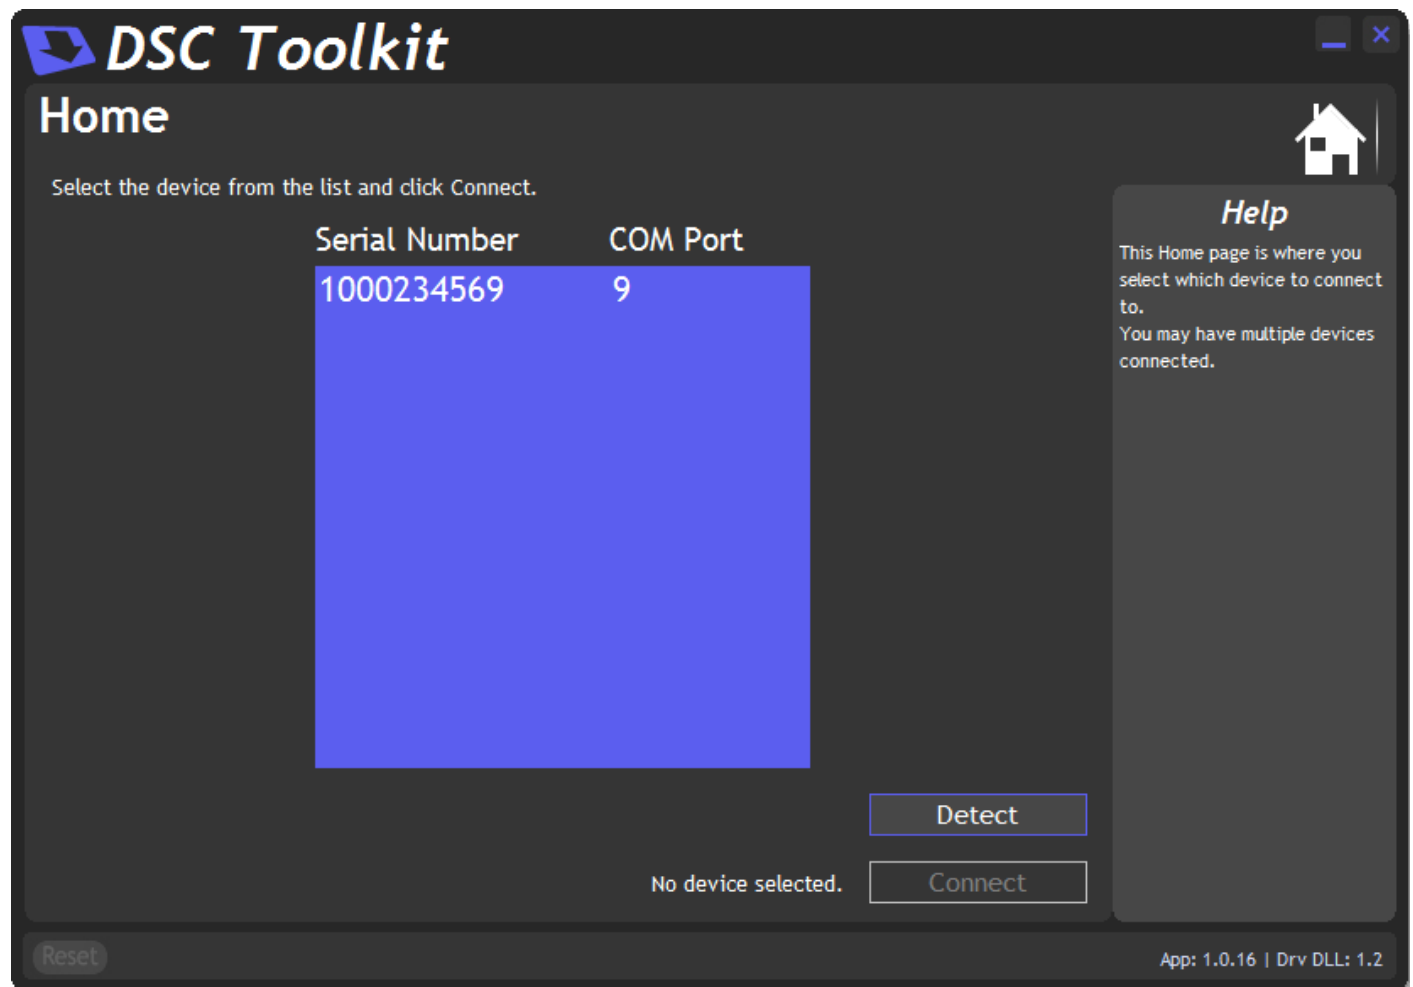 DSC Toolkit
Home
Select the device from the list and click Connect.
Serial Number COM Port
1000234569 9
Detect
No device selected. Connect
Help
This Home page is where you
select which device to connect
to.
You may have multiple devices
connected.
Reset
App: 1.0.16 | Drv DLL: 1.2